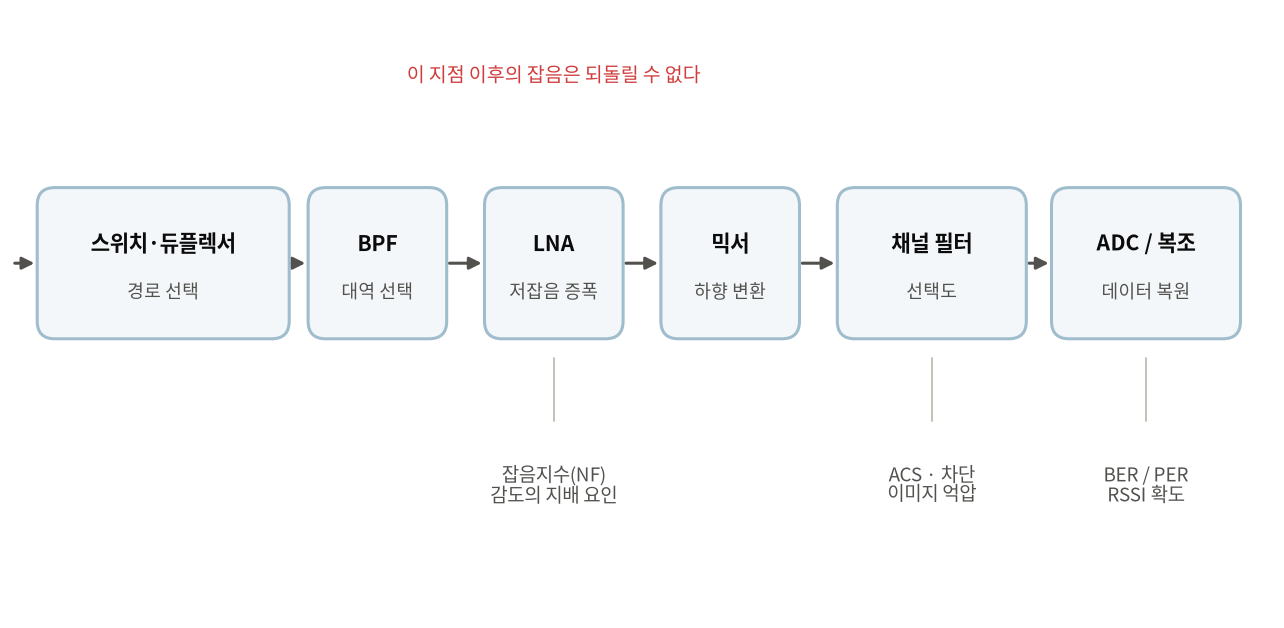 이 지점 이후의 잡음은 되돌릴 수 없다
스위치·듀플렉서
경로 선택
BPF
대역 선택
LNA
저잡음 증폭
믹서
하향 변환
채널 필터
선택도
ADC / 복조
데이터 복원
잡음지수(NF)
감도의 지배 요인
ACS · 차단
이미지 억압
BER / PER
RSSI 확도